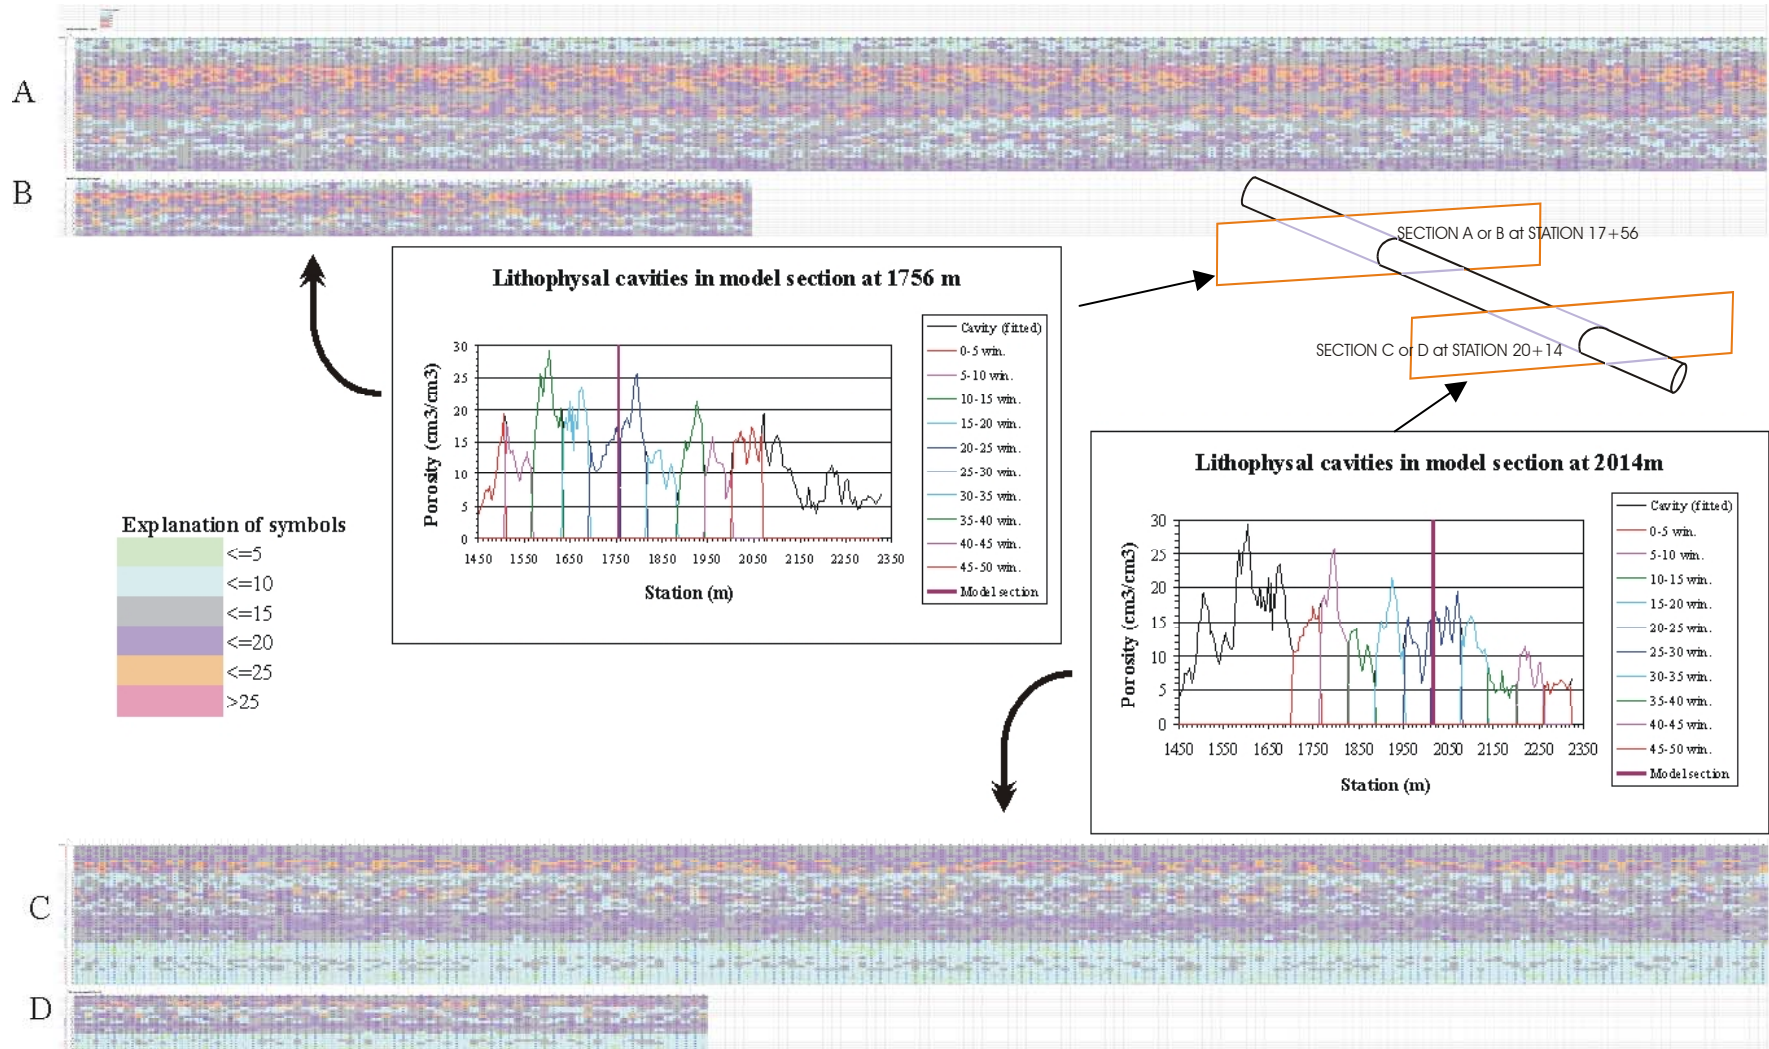 A
B
SECTION A or B at STATION 17+56
SECTION C or D at STATION 20+14
Lithophysal cavities in model section at 1756 m
Porosity (cm3/cm3)
30
25
20
15
10
5
0
1450 1550 1650 1750 1850 1950 2050 2150 2250 2350
Station (m)
Cavity (fitted)
0-5 win.
5-10 win.
10-15 win.
15-20 win.
20-25 win.
25-30 win.
30-35 win.
35-40 win.
40-45 win.
45-50 win.
Model section
Explanation of symbols
<=5
<=10
<=15
<=20
<=25
>25
Lithophysal cavities in model section at 2014m
Porosity (cm3/cm3)
30
25
20
15
10
5
0
1450 1550 1650 1750 1850 1950 2050 2150 2250 2350
Station (m)
Cavity (fitted)
0-5 win.
5-10 win.
10-15 win.
15-20 win.
20-25 win.
25-30 win.
30-35 win.
35-40 win.
40-45 win.
45-50 win.
Model section
C
D